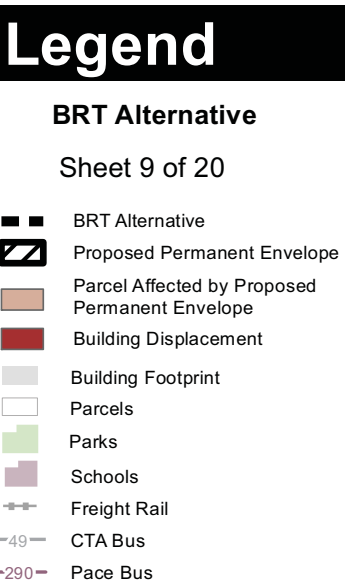 Legend
BRT Alternative
Sheet 9 of 20
BRT Alternative
Proposed Permanent Envelope
Parcel Affected by Proposed
Permanent Envelope
Building Displacement
Building Footprint
Parcels
Parks
Schools
Freight Rail
49 CTA Bus
290 Pace Bus